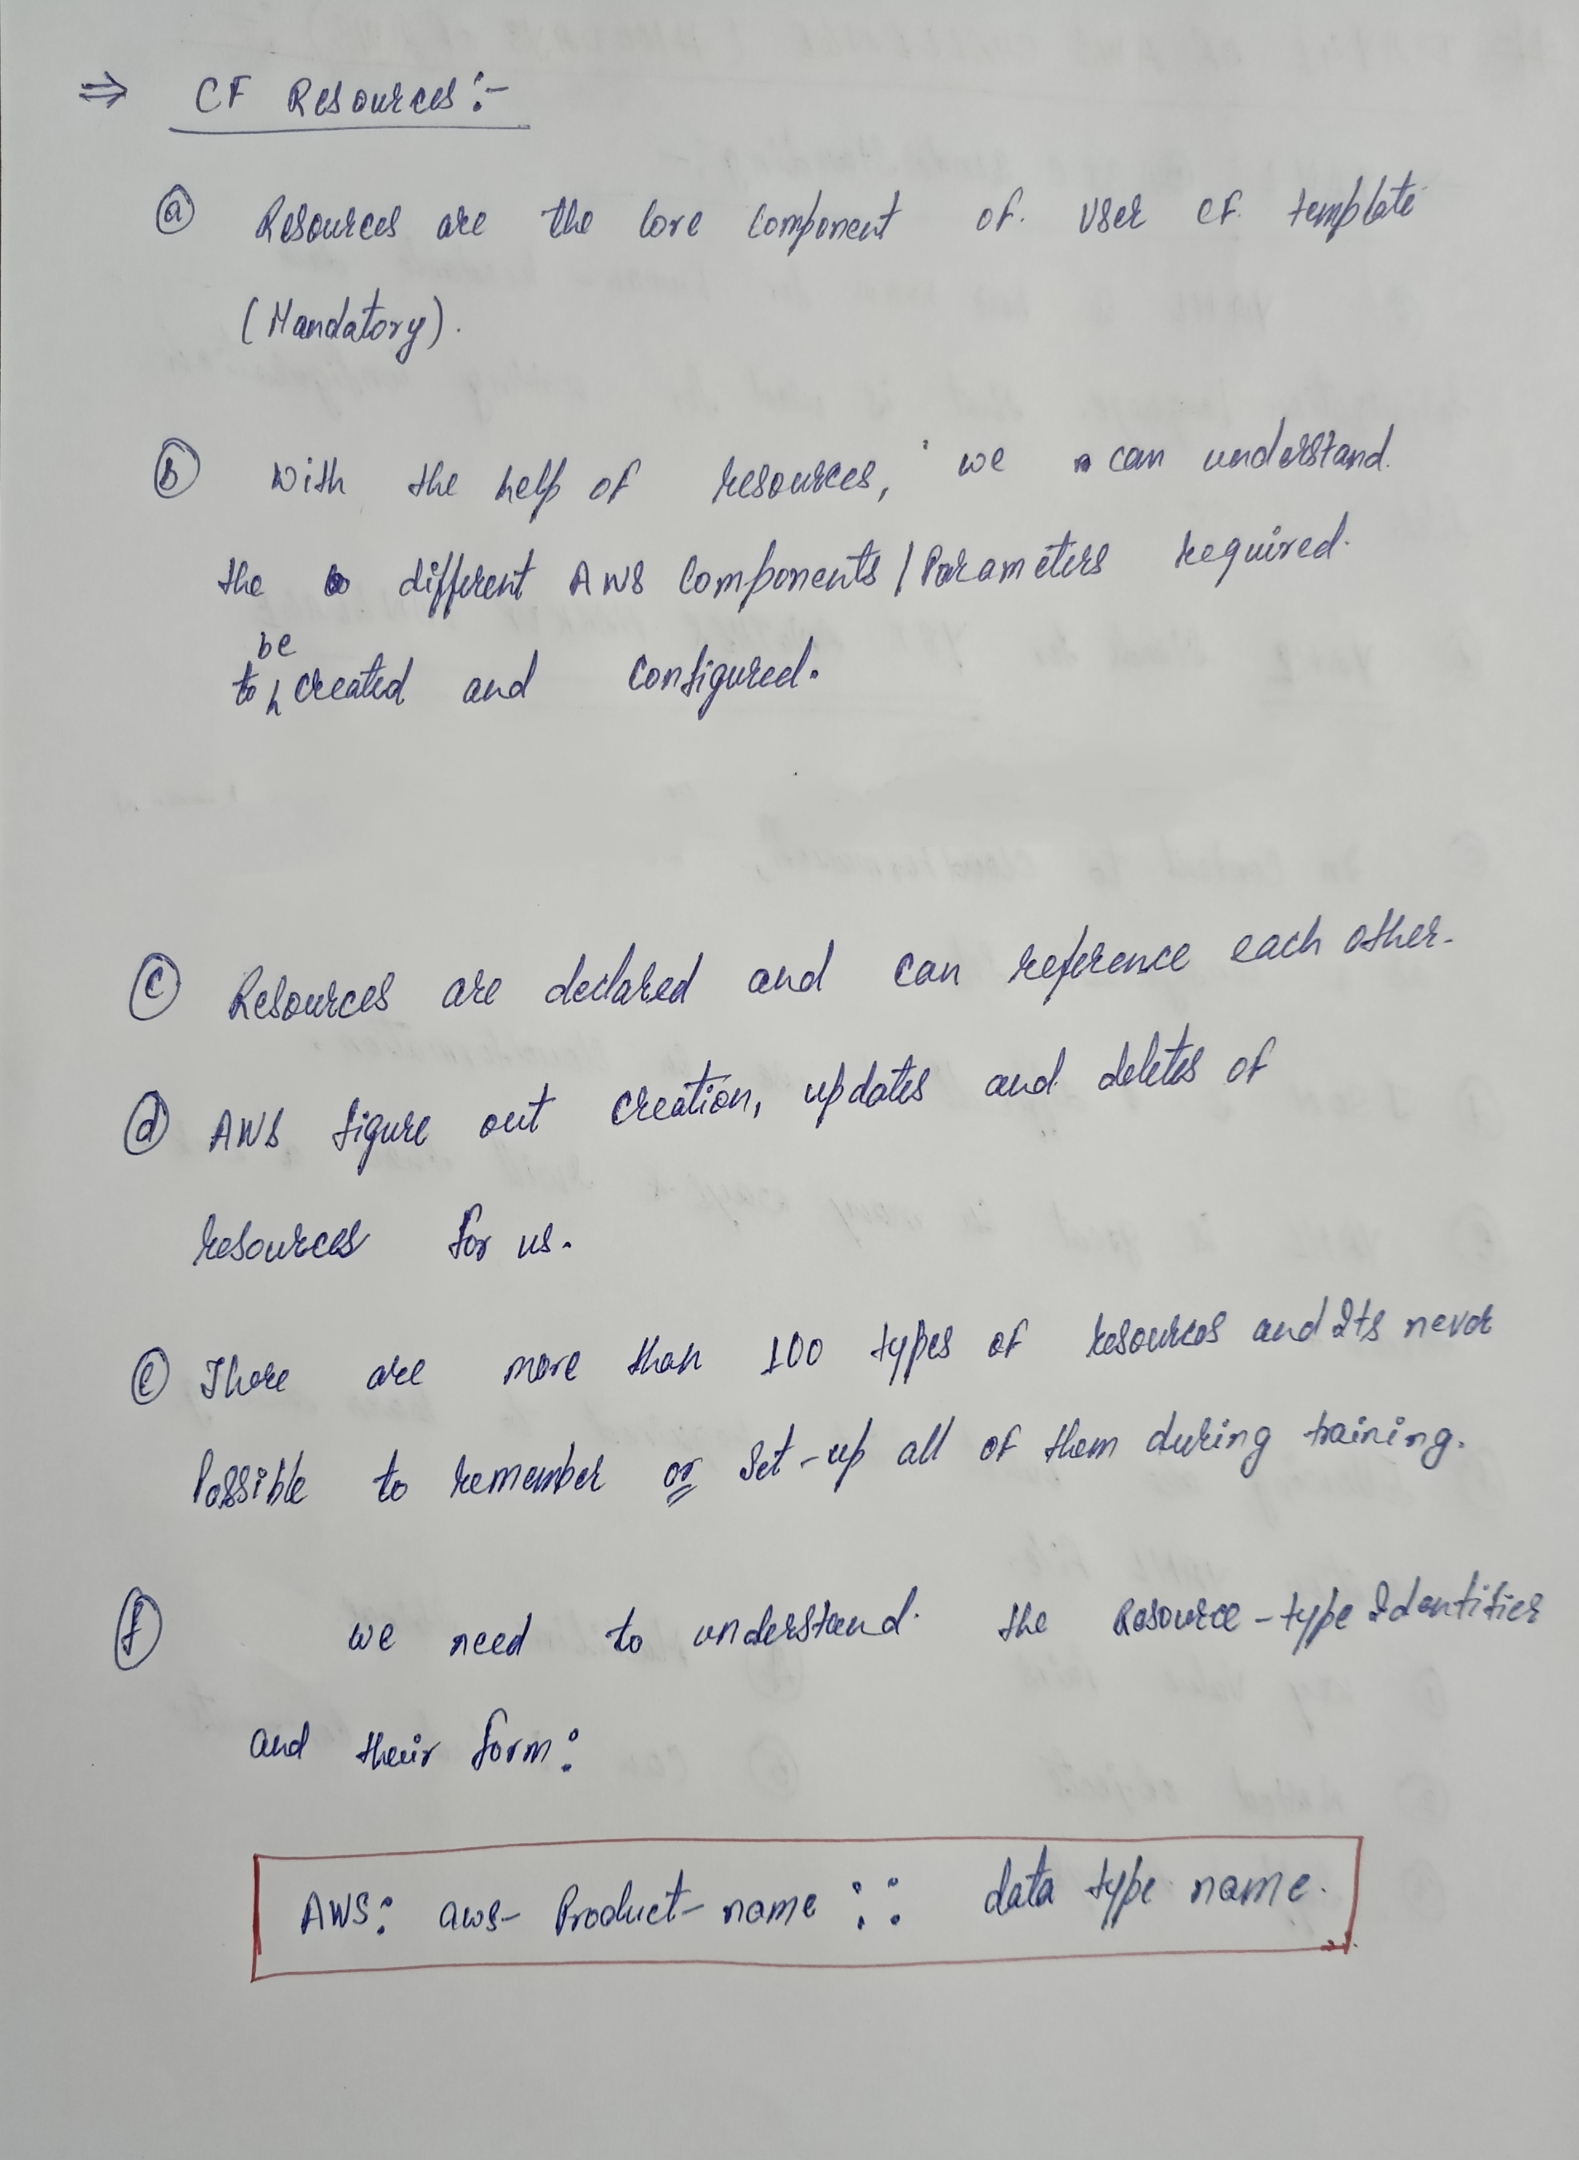 ⇒ CF Resources :-
ⓐ Resources are the Core Component of user CF template
(Mandatory).
ⓑ With the help of resources, we can understand
the different AWS Components / Parameters required
be
to created and Configured.
ⓒ Resources are declared and can reference each other.
ⓓ AWS figure out creation, updates and deletes of
resources for us.
ⓔ There are more than 100 types of resources and Its never
Possible to remember or set-up all of them during training.
ⓕ we need to understand the Resource-type Identifier
and their form:
AWS: aws-Product-name :: data type name.